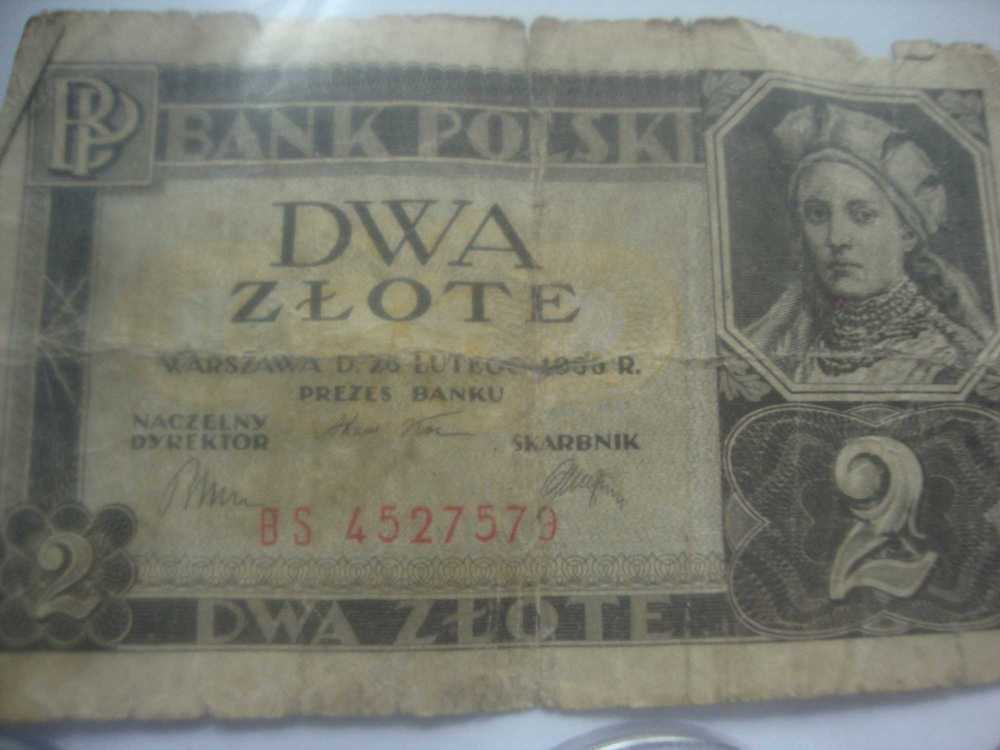 BP
BANK POLSKI
DWA
ZŁOTE
WARSZAWA D. 26 LUTEGO 1936 R.
PREZES BANKU
NACZELNY
DYREKTOR
SKARBNIK
BS 4527579
2
2
DWA ZŁOTE